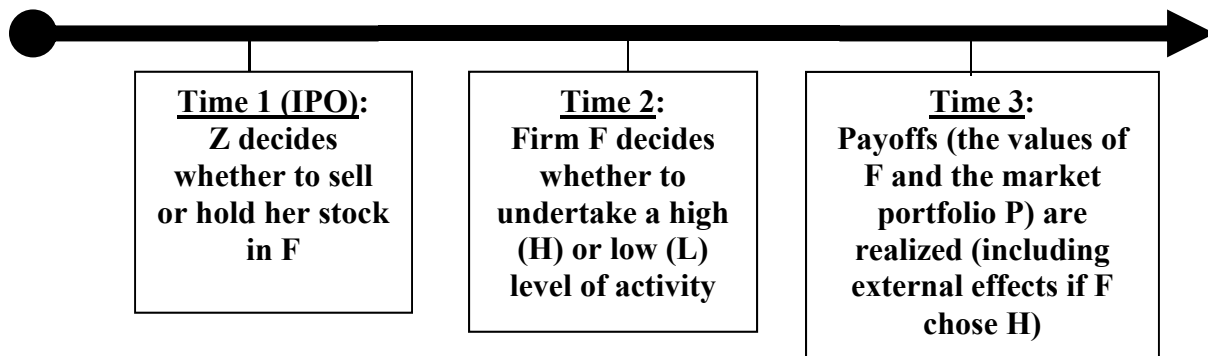 Time 1 (IPO):
Z decides
whether to sell
or hold her stock
in F
Time 2:
Firm F decides
whether to
undertake a high
(H) or low (L)
level of activity
Time 3:
Payoffs (the values of
F and the market
portfolio P) are
realized (including
external effects if F
chose H)